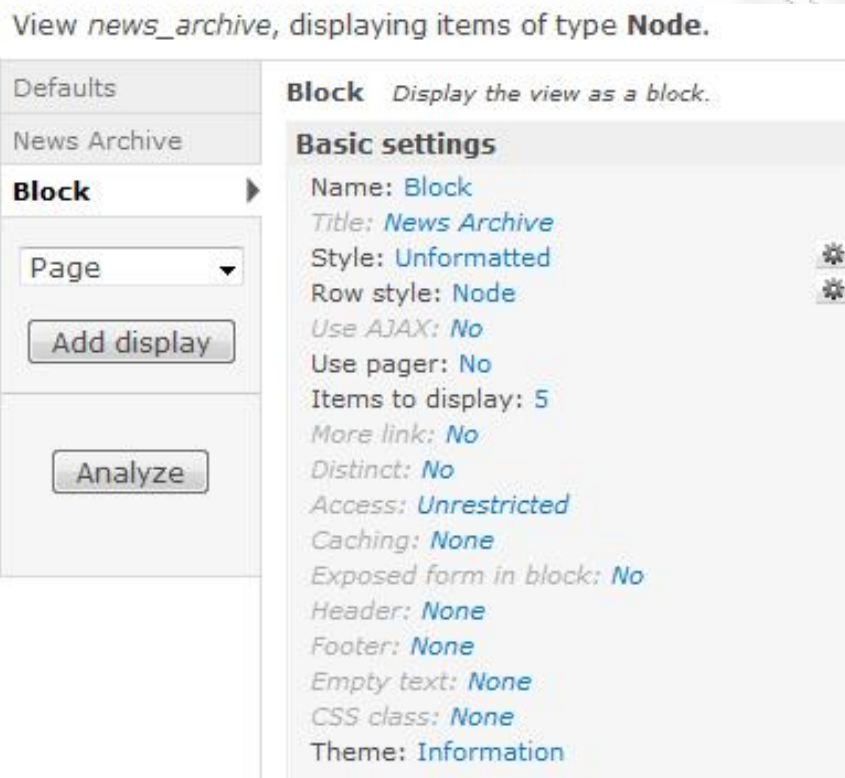 View news_archive, displaying items of type Node.
Defaults
News Archive
Block
Page
Add display
Analyze
Block Display the view as a block.
Basic settings
Name: Block
Title: News Archive
Style: Unformatted
Row style: Node
Use AJAX: No
Use pager: No
Items to display: 5
More link: No
Distinct: No
Access: Unrestricted
Caching: None
Exposed form in block: No
Header: None
Footer: None
Empty text: None
CSS class: None
Theme: Information